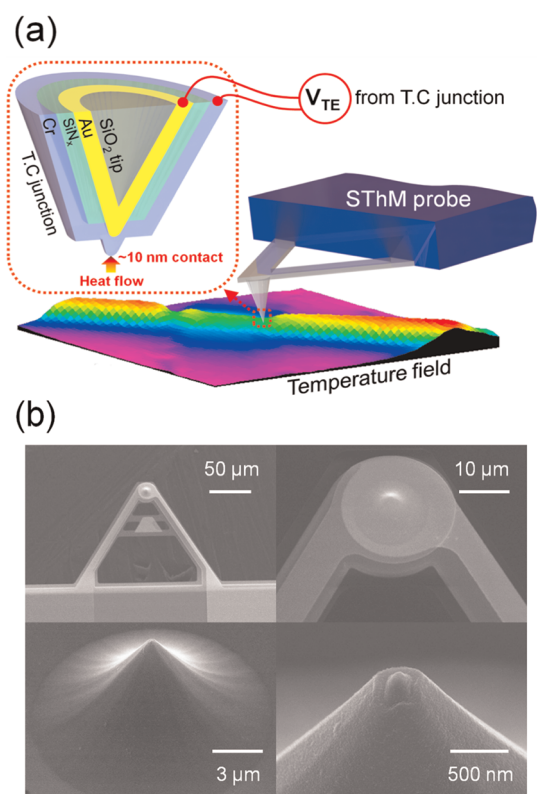 (a)
V_TE from T.C junction
Cr
SiNx
Au
SiO2 tip
T.C junction
~10 nm contact
Heat flow
SThM probe
Temperature field
(b)
50 μm
10 μm
3 μm
500 nm